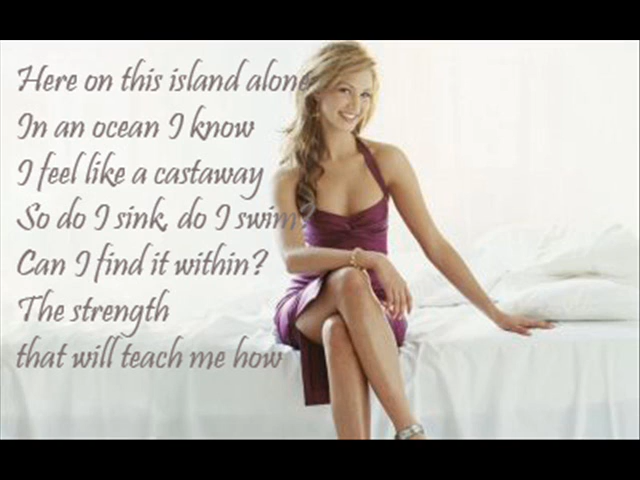 Here on this island alone
In an ocean I know
I feel like a castaway
So do I sink, do I swim?
Can I find it within?
The strength
that will teach me how